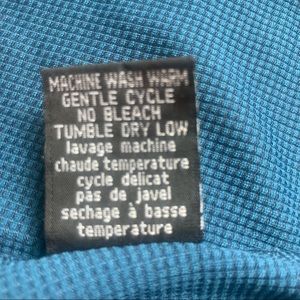 MACHINE WASH WARM
GENTLE CYCLE
NO BLEACH
TUMBLE DRY LOW
lavage machine
chaude temperature
cycle delicat
pas de javel
sechage à basse
temperature